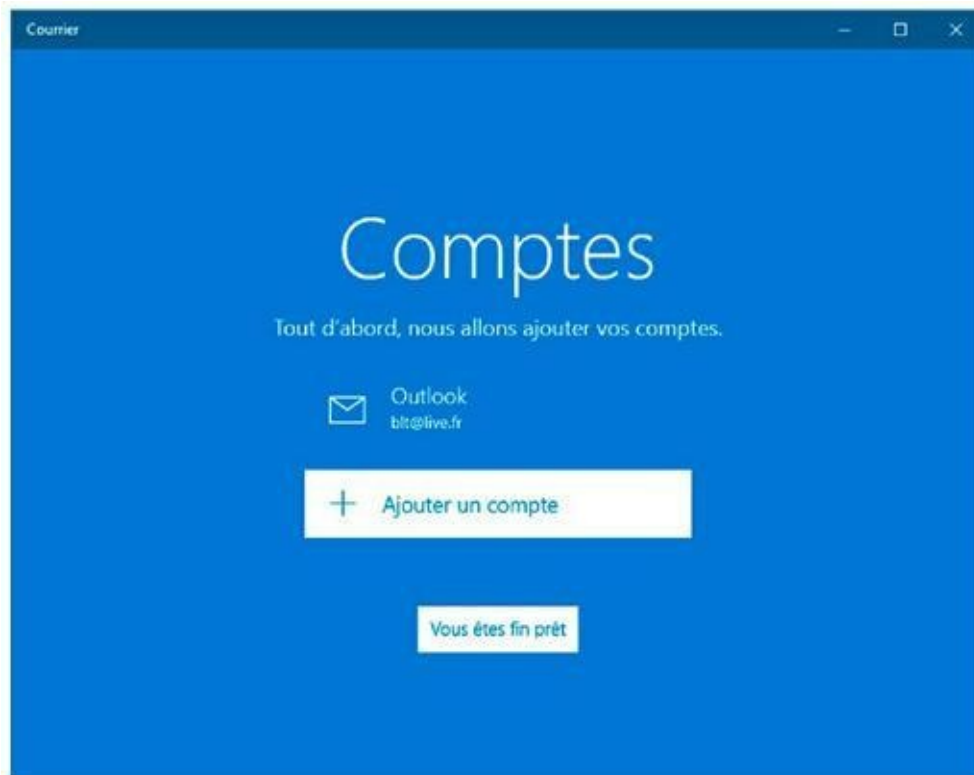 Courrier
Comptes
Tout d'abord, nous allons ajouter vos comptes.
Outlook
blt@live.fr
Ajouter un compte
Vous êtes fin prêt